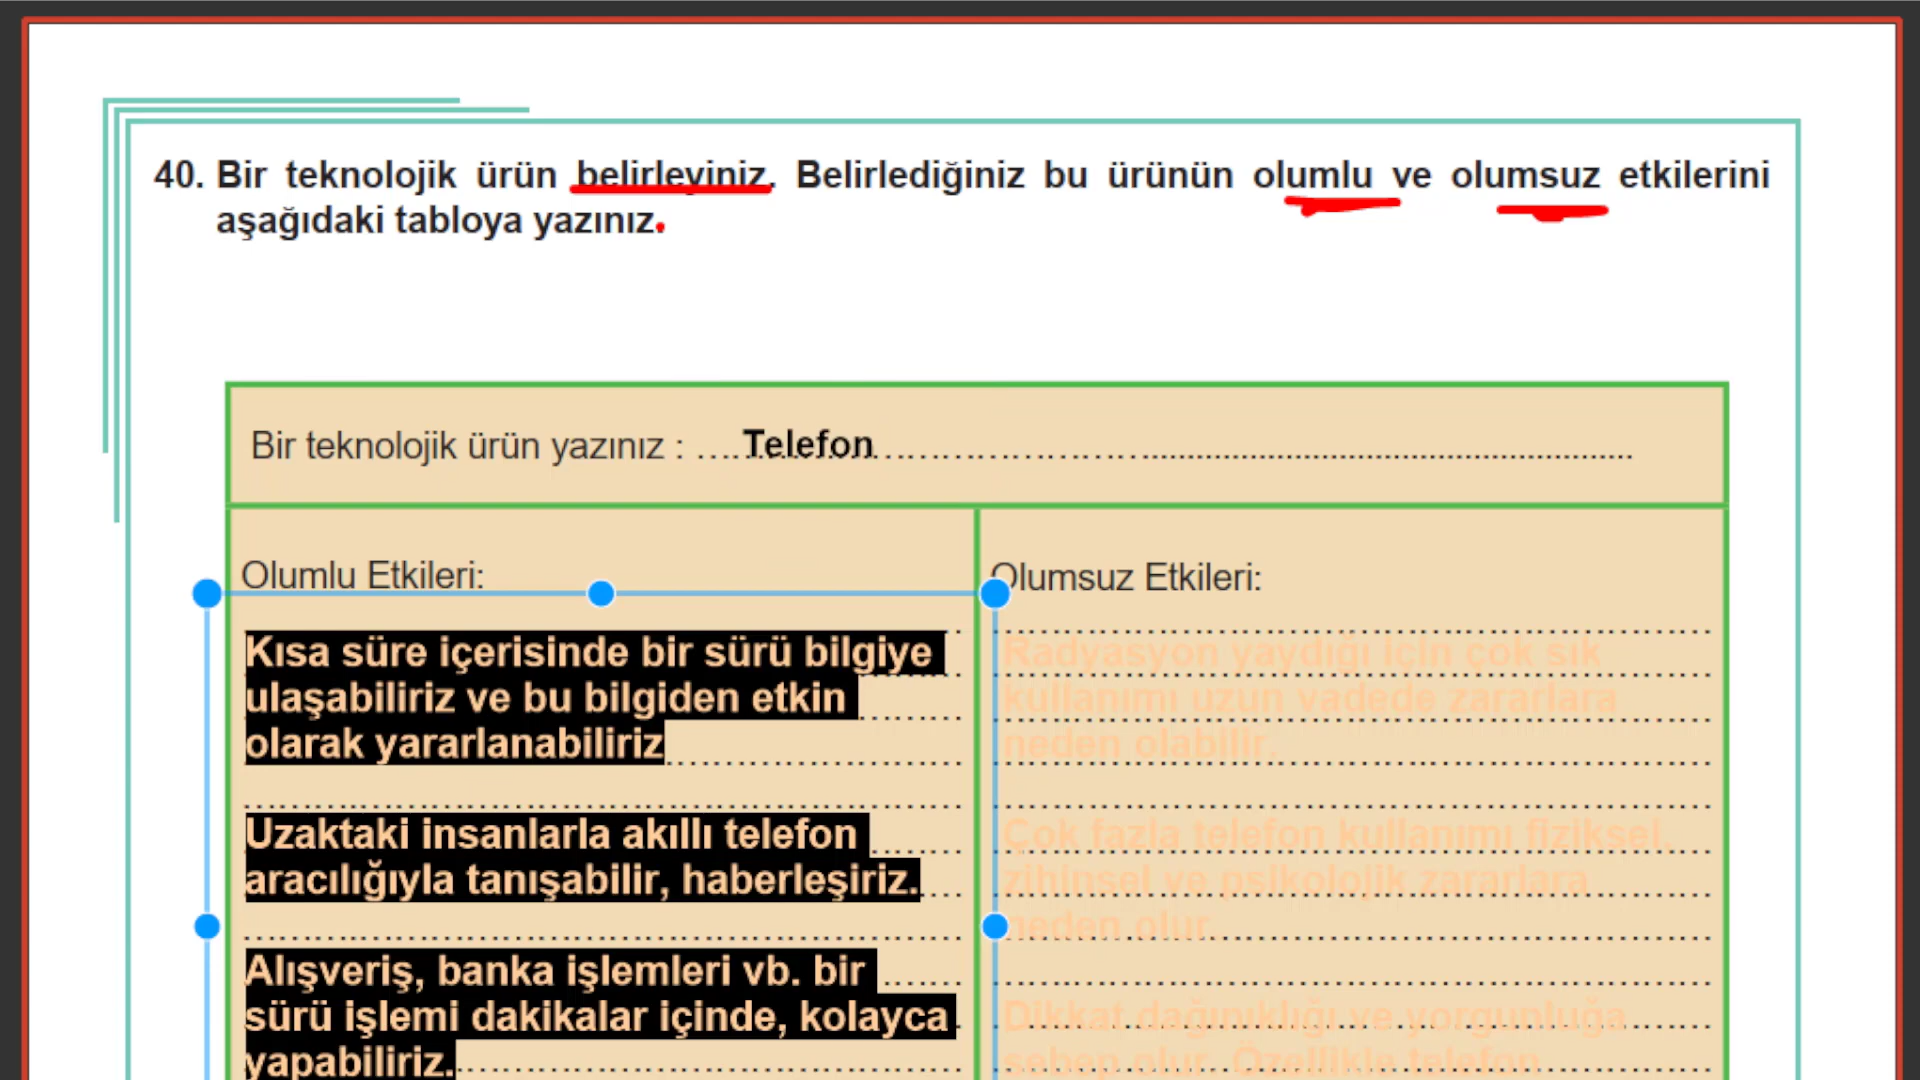 40. Bir teknolojik ürün belirleyiniz. Belirlediğiniz bu ürünün olumlu ve olumsuz etkilerini
aşağıdaki tabloya yazınız.
Bir teknolojik ürün yazınız : ....Telefon
Olumlu Etkileri:
Kısa süre içerisinde bir sürü bilgiye
ulaşabiliriz ve bu bilgiden etkin
olarak yararlanabiliriz
Uzaktaki insanlarla akıllı telefon
aracılığıyla tanışabilir, haberleşiriz.
Alışveriş, banka işlemleri vb. bir
sürü işlemi dakikalar içinde, kolayca
yapabiliriz.
Olumsuz Etkileri:
Radyasyon yaydığı için çok sık
kullanımı uzun vadede zararlara
neden olabilir.
Çok fazla telefon kullanımı fiziksel,
zihinsel ve psikolojik zararlara
neden olur.
Dikkat dağınıklığı ve yorgunluğa
sebep olur. Özellikle telefon